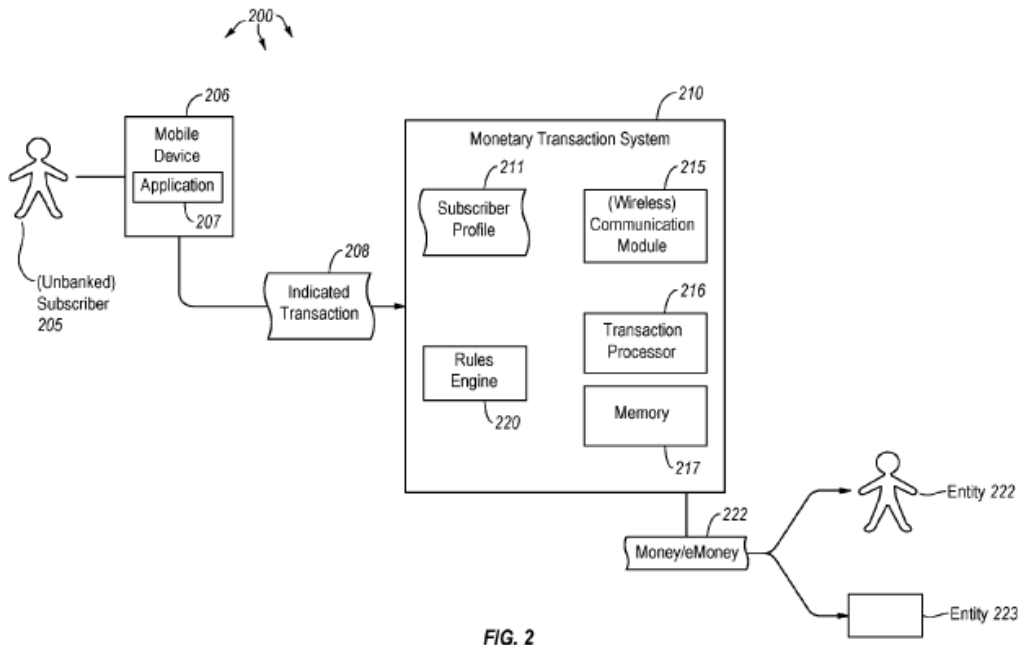 200
206
Mobile
Device
Application
207
(Unbanked)
Subscriber
205
208
Indicated
Transaction
210
Monetary Transaction System
211
Subscriber
Profile
215
(Wireless)
Communication
Module
216
Transaction
Processor
Rules
Engine
220
Memory
217
222
Money/eMoney
Entity 222
Entity 223
FIG. 2